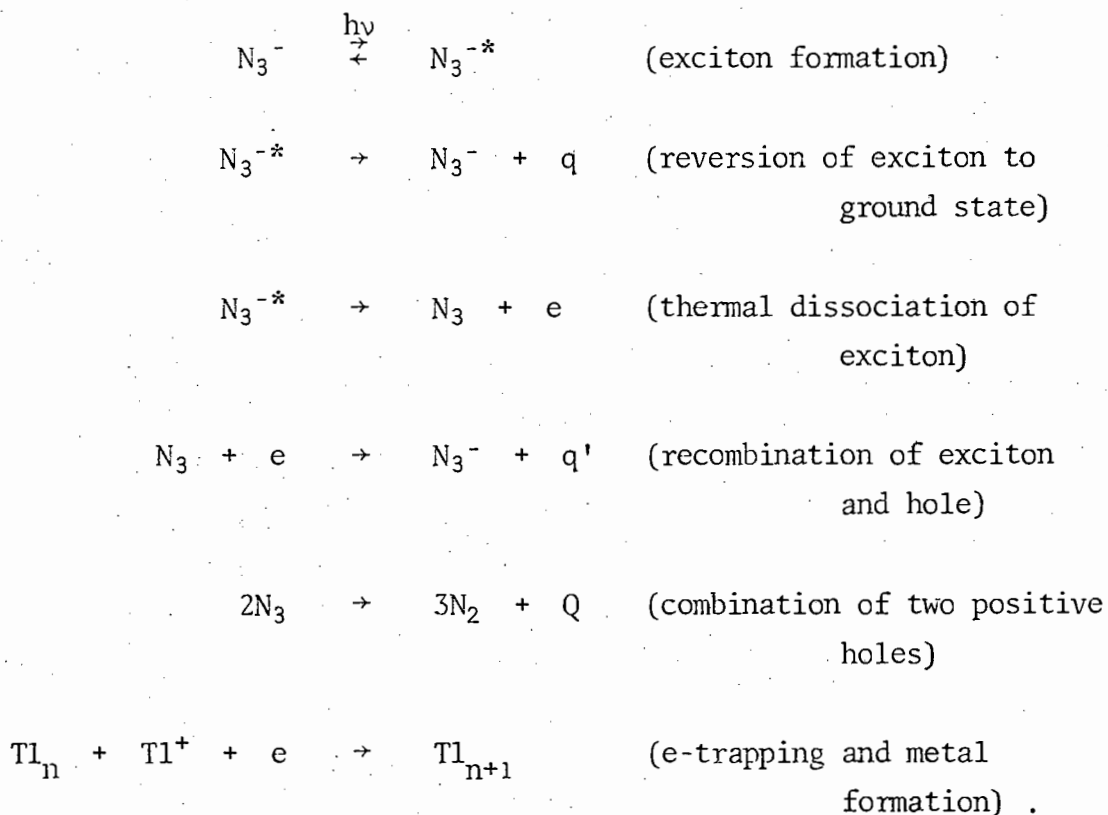 hν
N₃⁻ ⇄ N₃⁻* (exciton formation)
N₃⁻* → N₃⁻ + q (reversion of exciton to
ground state)
N₃⁻* → N₃ + e (thermal dissociation of
exciton)
N₃ + e → N₃⁻ + q' (recombination of exciton
and hole)
2N₃ → 3N₂ + Q (combination of two positive
holes)
Tlₙ + Tl⁺ + e → Tlₙ₊₁ (e-trapping and metal
formation) .